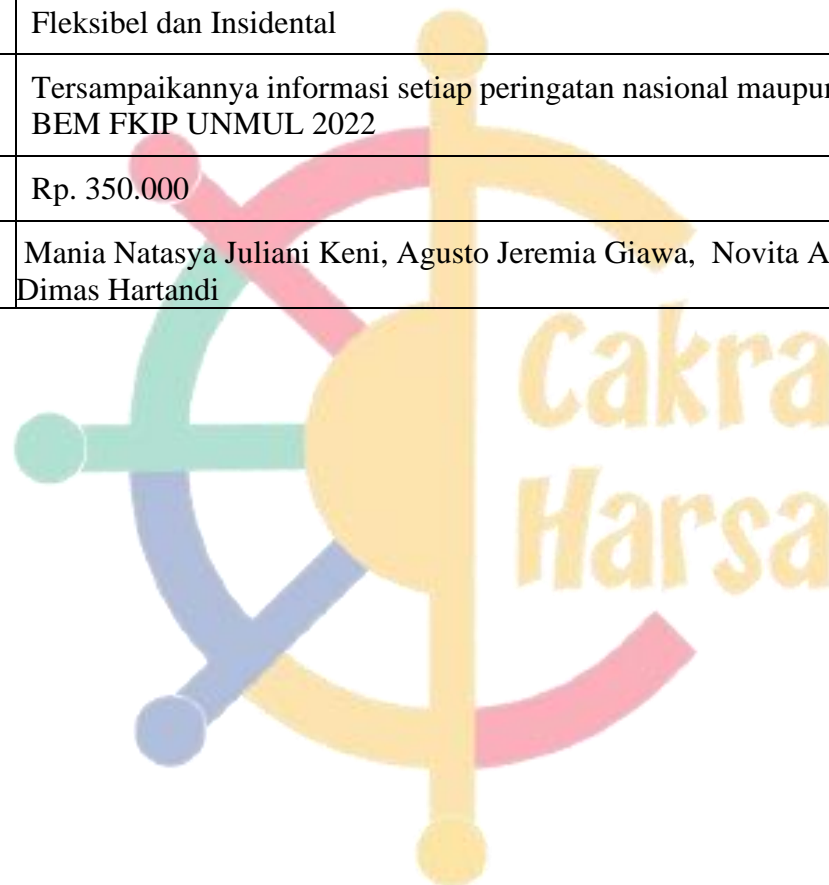 Fleksibel dan Insidental
Tersampaikannya informasi setiap peringatan nasional
BEM FKIP UNMUL 2022
Rp. 350.000
Mania Natasya Juliani Keni, Agusto Jeremia Giawa, Novita
Dimas Hartandi
Cakra
Harsa